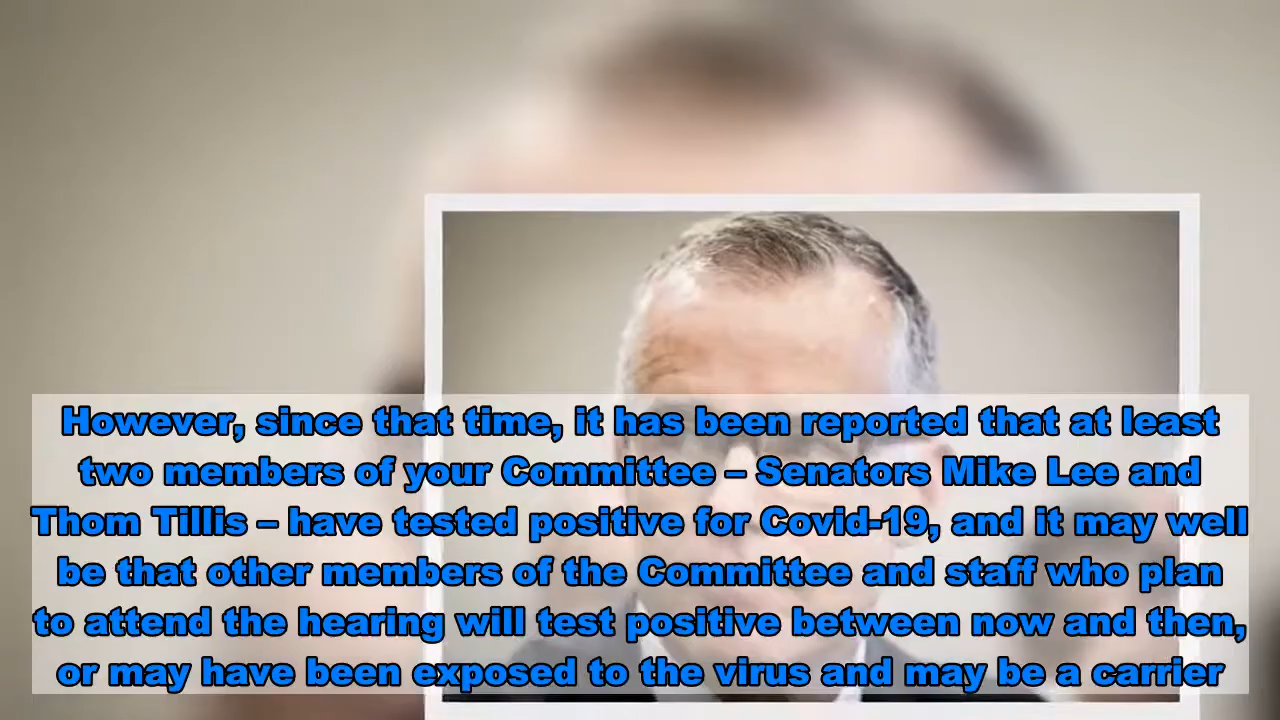 However, since that time, it has been reported that at least
two members of your Committee – Senators Mike Lee and
Thom Tillis – have tested positive for Covid-19, and it may well
be that other members of the Committee and staff who plan
to attend the hearing will test positive between now and then,
or may have been exposed to the virus and may be a carrier